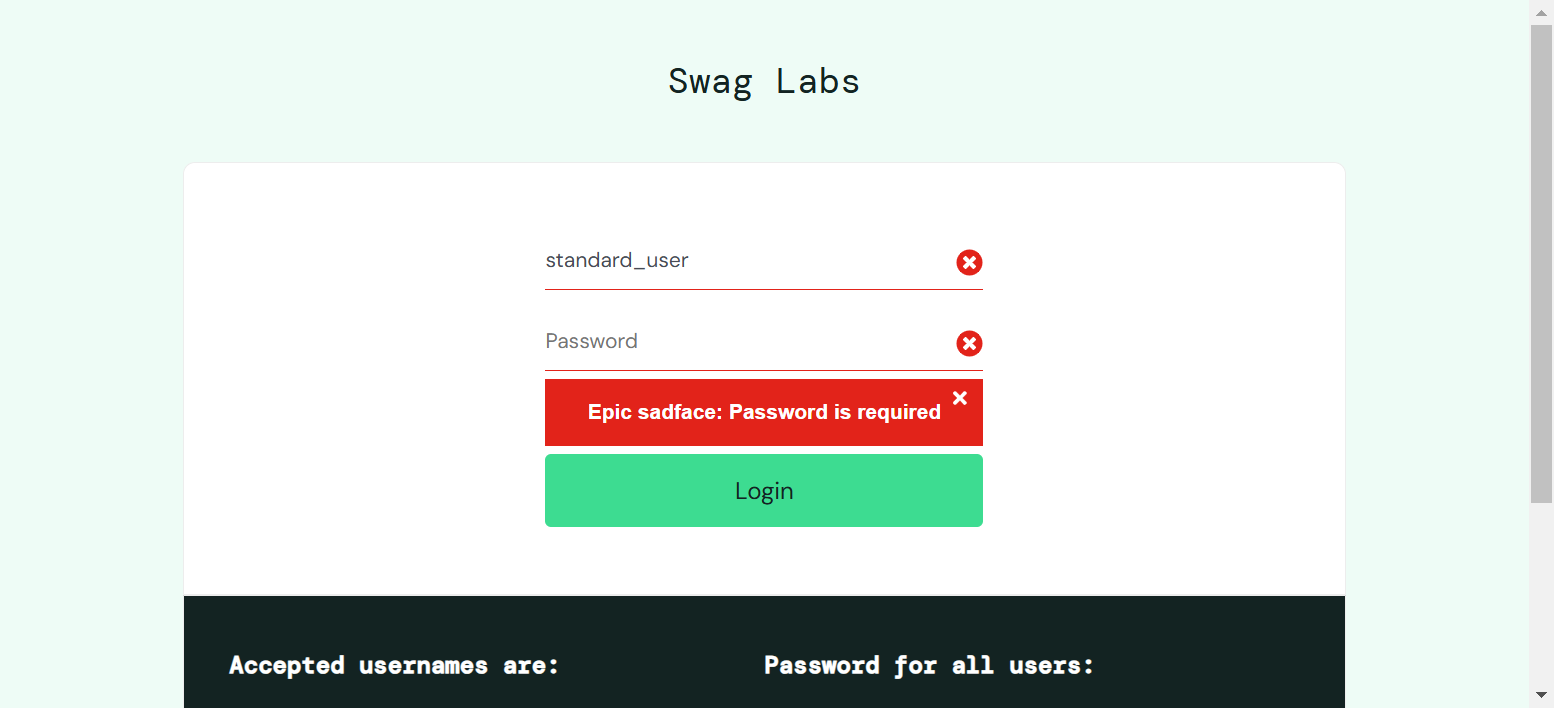 Swag Labs
standard_user
Password
Epic sadface: Password is required
Login
Accepted usernames are:
Password for all users: